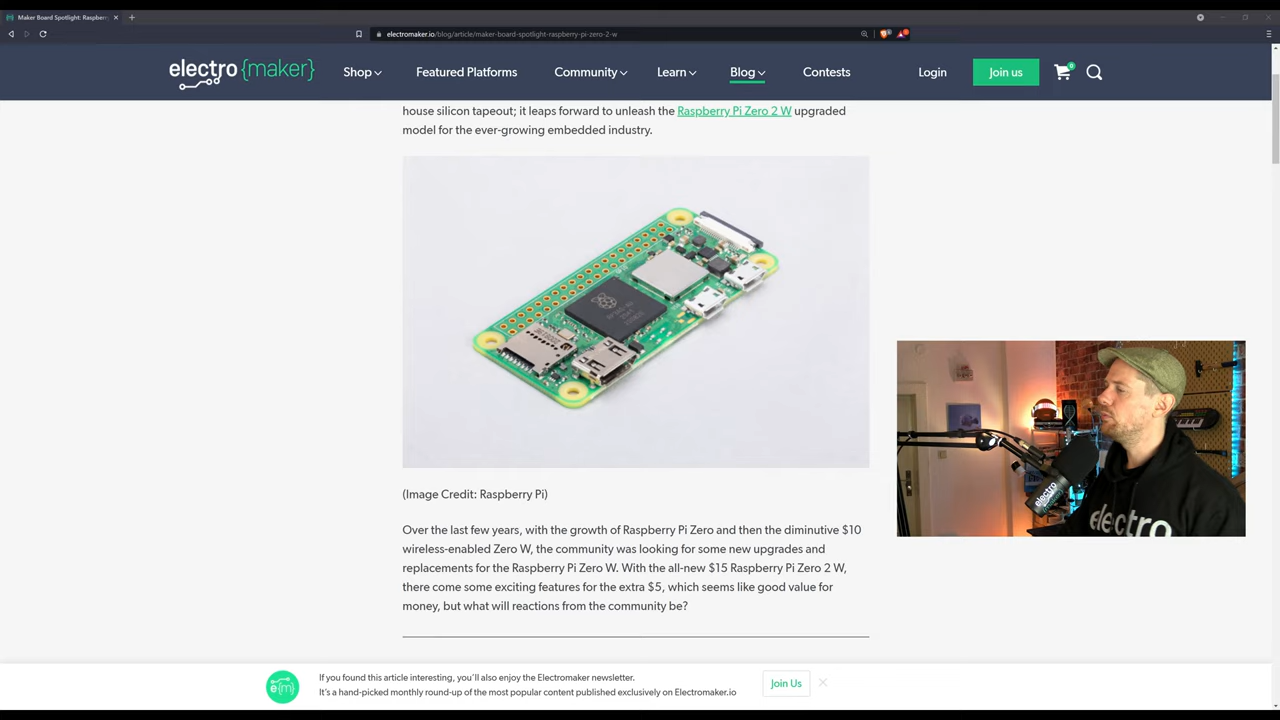 Maker Board Spotlight: Raspberry
electromaker.io/blog/article/maker-board-spotlight-raspberry-pi-zero-2-w
electro {maker}
Shop
Featured Platforms
Community
Learn
Blog
Contests
Login
Join us
0
house silicon tapeout; it leaps forward to unleash the Raspberry Pi Zero 2 W upgraded
model for the ever-growing embedded industry.
(Image Credit: Raspberry Pi)
Over the last few years, with the growth of Raspberry Pi Zero and then the diminutive $10
wireless-enabled Zero W, the community was looking for some new upgrades and
replacements for the Raspberry Pi Zero W. With the all-new $15 Raspberry Pi Zero 2 W,
there come some exciting features for the extra $5, which seems like good value for
money, but what will reactions from the community be?
electro
electro
e{m}
If you found this article interesting, you'll also enjoy the Electromaker newsletter.
It's a hand-picked monthly round-up of the most popular content published exclusively on Electromaker.io
Join Us